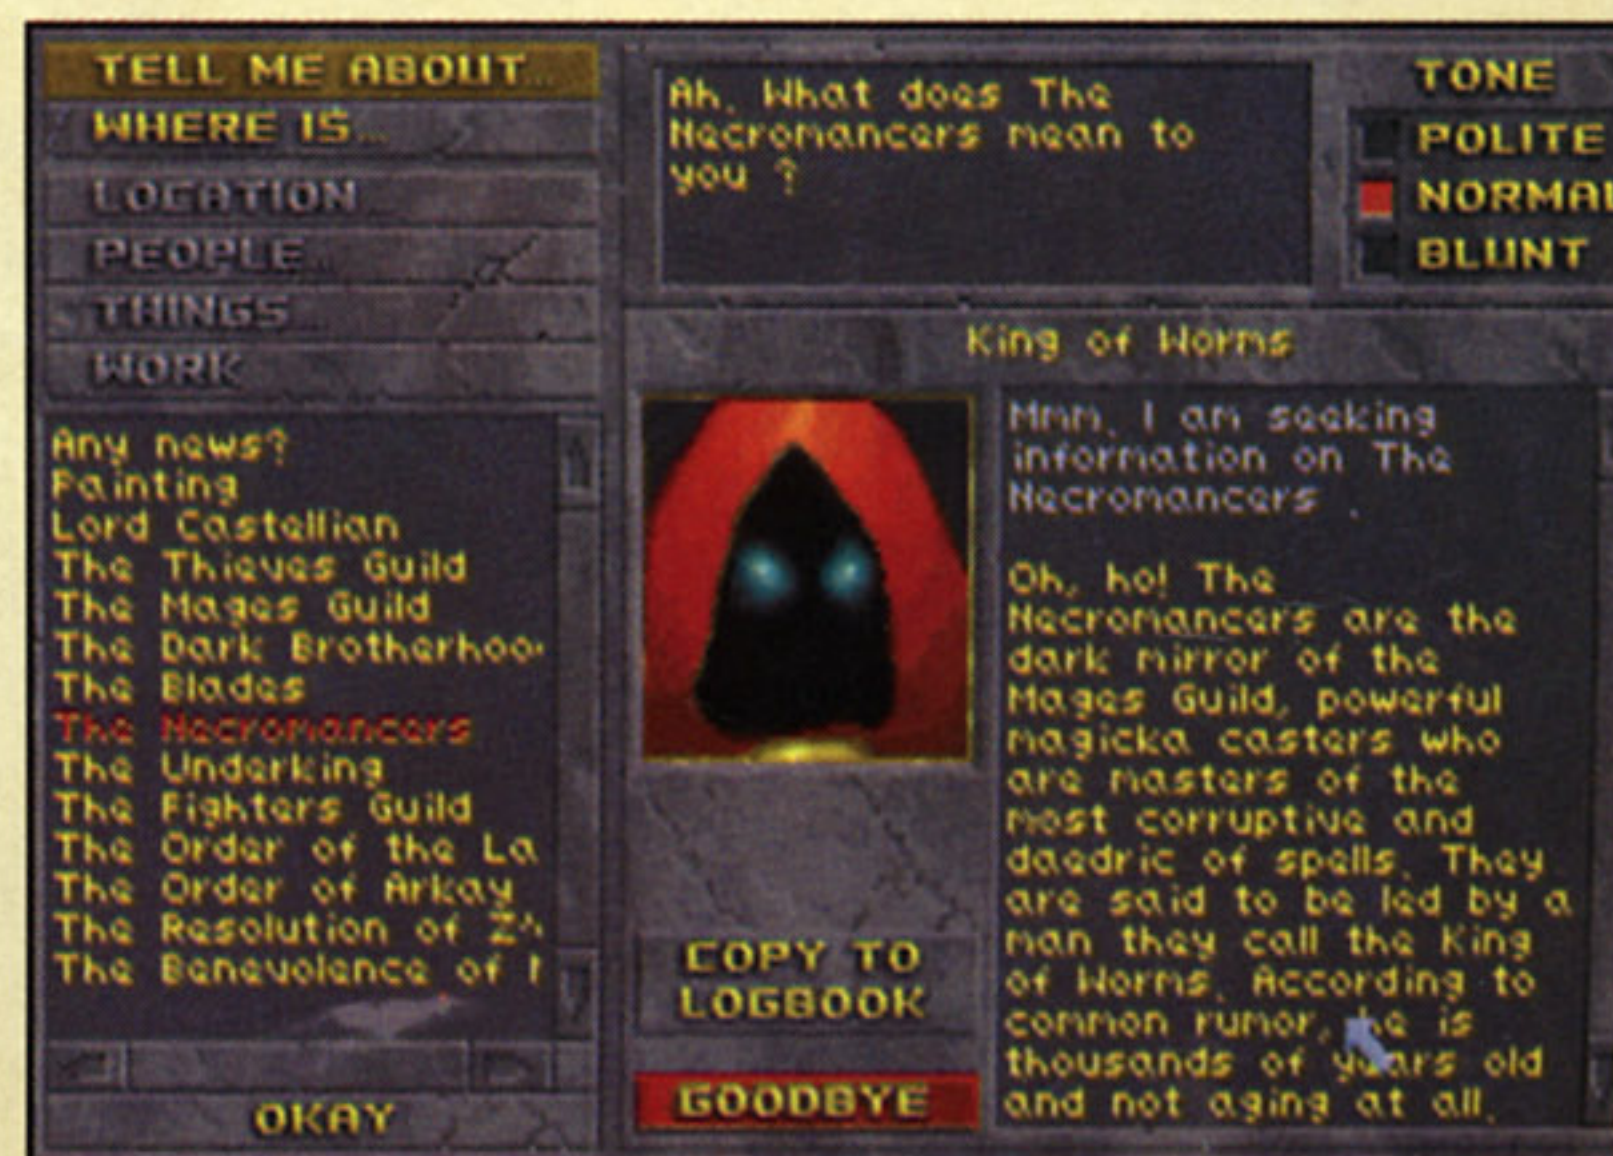 TELL ME ABOUT...
WHERE IS...
LOCATION
PEOPLE...
THINGS
WORK
Any news?
Painting
Lord Castellian
The Thieves Guild
The Mages Guild
The Dark Brotherhoo
The Blades
The Necromancers
The Underking
The Fighters Guild
The Order of the La
The Order of Arkay
The Resolution of Z
The Benevolence of
OKAY
Ah. What does The
Necromancers mean to
you ?
TONE
POLITE
NORMAL
BLUNT
King of Worms
Mmm. I am seeking
information on The
Necromancers .
Oh, ho! The
Necromancers are the
dark mirror of the
Mages Guild, powerful
magicka casters who
are masters of the
most corruptive and
daedric of spells. They
are said to be led by a
man they call the King
of Worms. According to
common rumor, he is
thousands of years old
and not aging at all.
COPY TO
LOGBOOK
GOODBYE